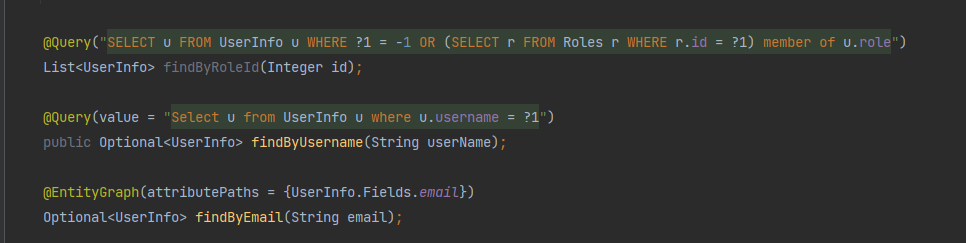 @Query("SELECT u FROM UserInfo u WHERE ?1 = -1 OR (SELECT r FROM Roles r WHERE r.id = ?1) member of u.role")
List<UserInfo> findByRoleId(Integer id);
@Query(value = "Select u from UserInfo u where u.username = ?1")
public Optional<UserInfo> findByUsername(String userName);
@EntityGraph(attributePaths = {UserInfo.Fields.email})
Optional<UserInfo> findByEmail(String email);